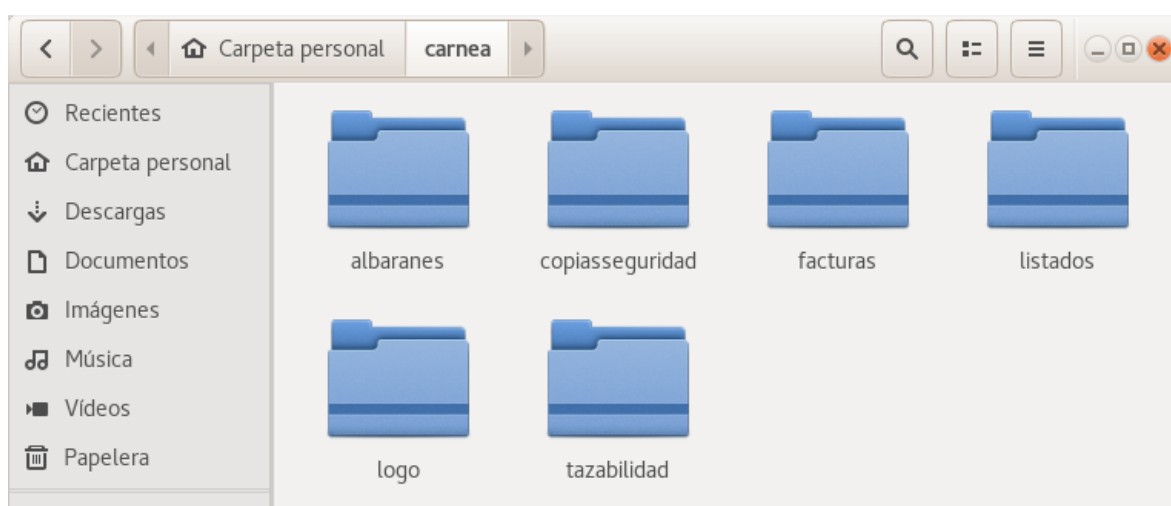 Carpeta personal carnea
Recientes
Carpeta personal
Descargas
Documentos
Imágenes
Música
Vídeos
Papelera
albaranes copiasseguridad facturas listados
logo tazabilidad